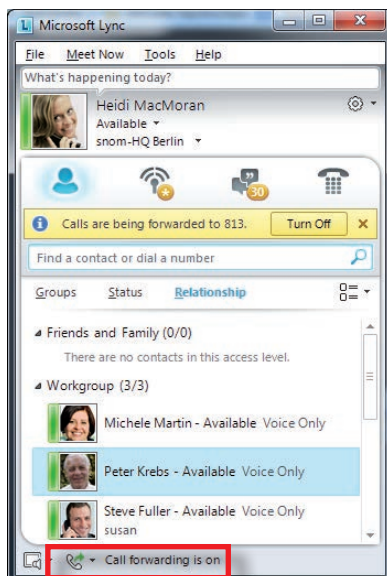 Microsoft Lync
File Meet Now Tools Help
What's happening today?
Heidi MacMoran
Available
snom-HQ Berlin
30
Calls are being forwarded to 813. Turn Off
Find a contact or dial a number
Groups Status Relationship
Friends and Family (0/0)
There are no contacts in this access level.
Workgroup (3/3)
Michele Martin - Available Voice Only
Peter Krebs - Available Voice Only
Steve Fuller - Available Voice Only
susan
Call forwarding is on